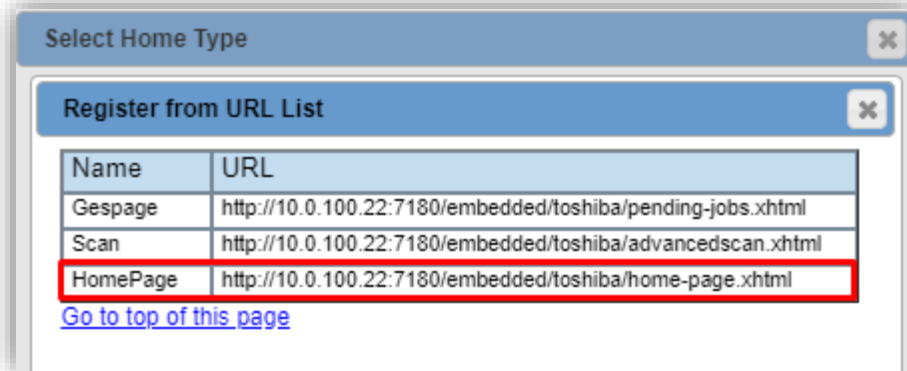 Select Home Type
Register from URL List
Name URL
Gespage http://10.0.100.22:7180/embedded/toshiba/pending-jobs.xhtml
Scan http://10.0.100.22:7180/embedded/toshiba/advancedscan.xhtml
HomePage http://10.0.100.22:7180/embedded/toshiba/home-page.xhtml
Go to top of this page